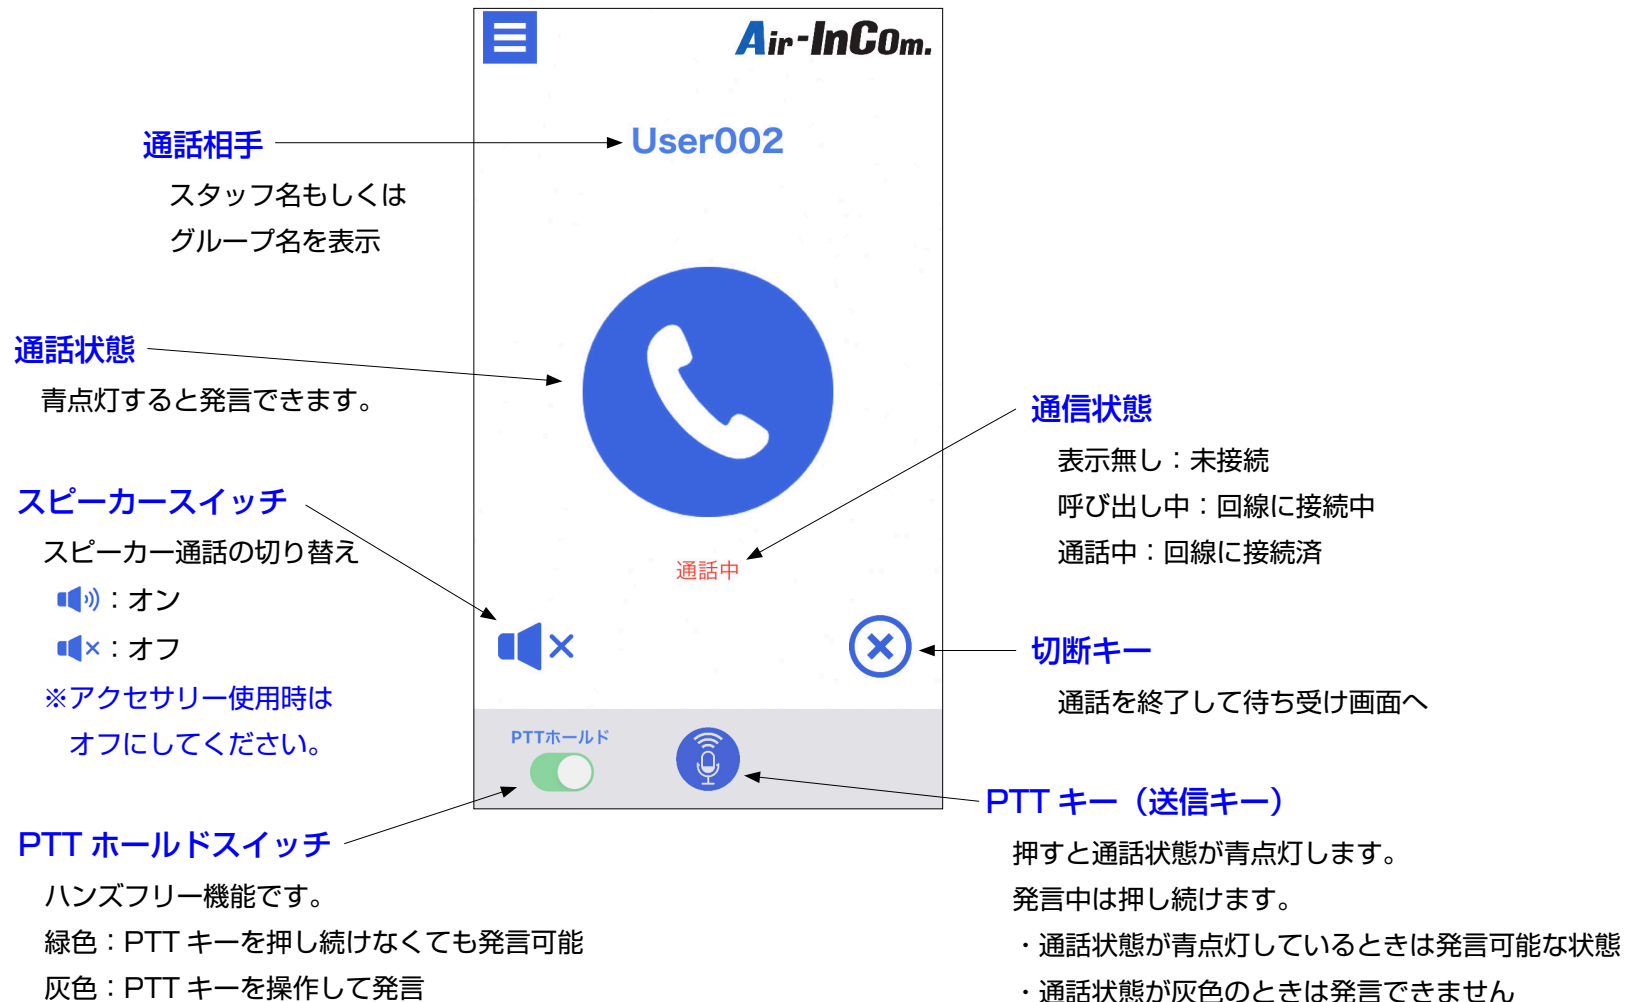 Air-InCom.
通話相手
User002
スタッフ名もしくは
グループ名を表示
通話状態
青点灯すると発言できます。
通信状態
表示無し：未接続
呼び出し中：回線に接続中
通話中：回線に接続済
スピーカースイッチ
スピーカー通話の切り替え
：オン
：オフ
※アクセサリー使用時は
オフにしてください。
通話中
切断キー
通話を終了して待ち受け画面へ
PTTホールド
PTT キー（送信キー）
押すと通話状態が青点灯します。
発言中は押し続けます。
・通話状態が青点灯しているときは発言可能な状態
・通話状態が灰色のときは発言できません
PTT ホールドスイッチ
ハンズフリー機能です。
緑色：PTT キーを押し続けなくても発言可能
灰色：PTT キーを操作して発言